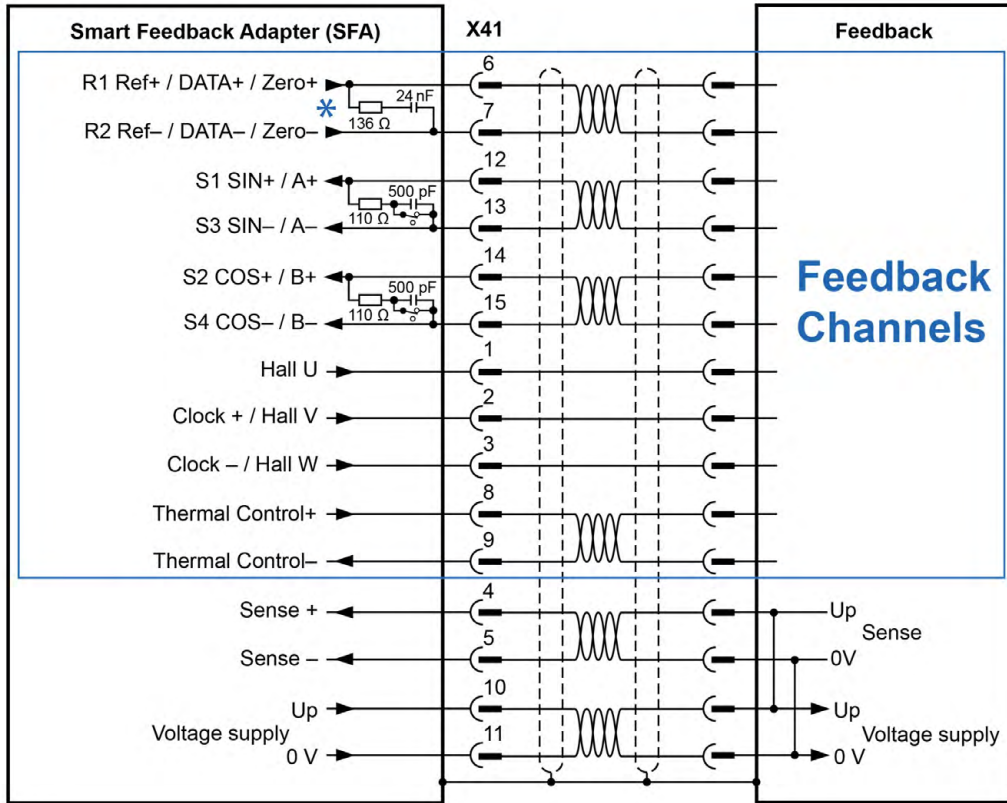 Smart Feedback Adapter (SFA) X41 Feedback
R1 Ref+ / DATA+ / Zero+ 6
* 24 nF
136 Ω
7
R2 Ref– / DATA– / Zero–
S1 SIN+ / A+ 12
500 pF
110 Ω
S3 SIN– / A– 13
S2 COS+ / B+ 14
500 pF
110 Ω
S4 COS– / B– 15
Feedback
Channels
Hall U 1
Clock + / Hall V 2
Clock – / Hall W 3
Thermal Control+ 8
Thermal Control– 9
Sense + 4 Up
Sense
Sense – 5 0V
Up 10 Up
Voltage supply Voltage supply
0 V 11 0 V